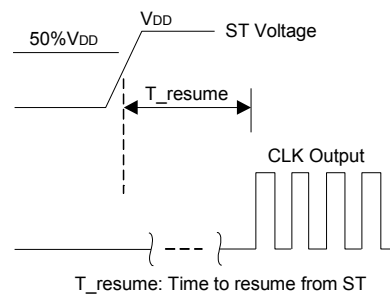 VDD
50%VDD
ST Voltage
T_resume
CLK Output
T_resume: Time to resume from ST